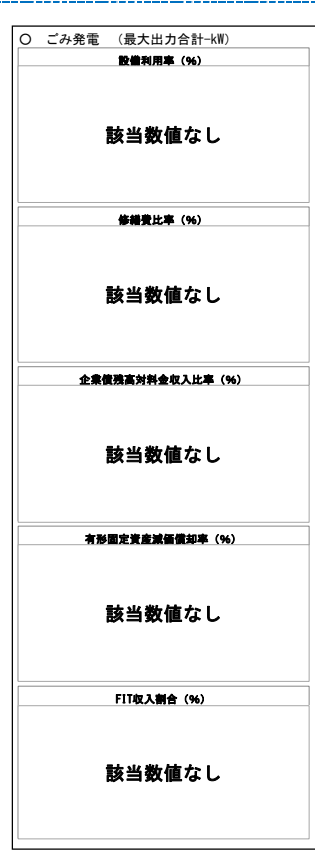 ○ ごみ発電 (最大出力合計-kW)
設備利用率(%)
該当数値なし
修繕費比率(%)
該当数値なし
企業債残高対料金収入比率(%)
該当数値なし
有形固定資産減価償却率(%)
該当数値なし
FIT収入割合(%)
該当数値なし